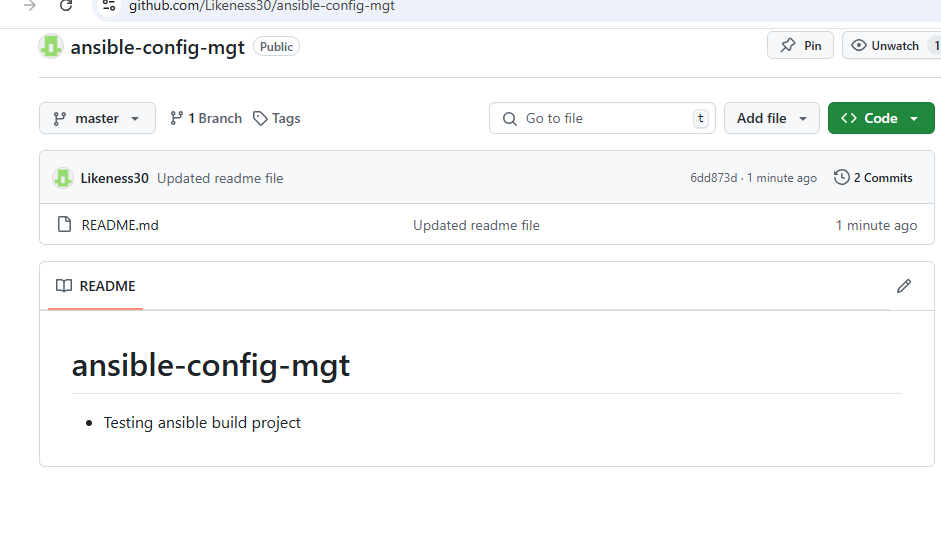 github.com/Likeness30/ansible-config-mgt
ansible-config-mgt Public Pin Unwatch 1
master 1 Branch Tags Go to file t Add file Code
Likeness30 Updated readme file 6dd873d · 1 minute ago 2 Commits
README.md Updated readme file 1 minute ago
README
ansible-config-mgt
• Testing ansible build project